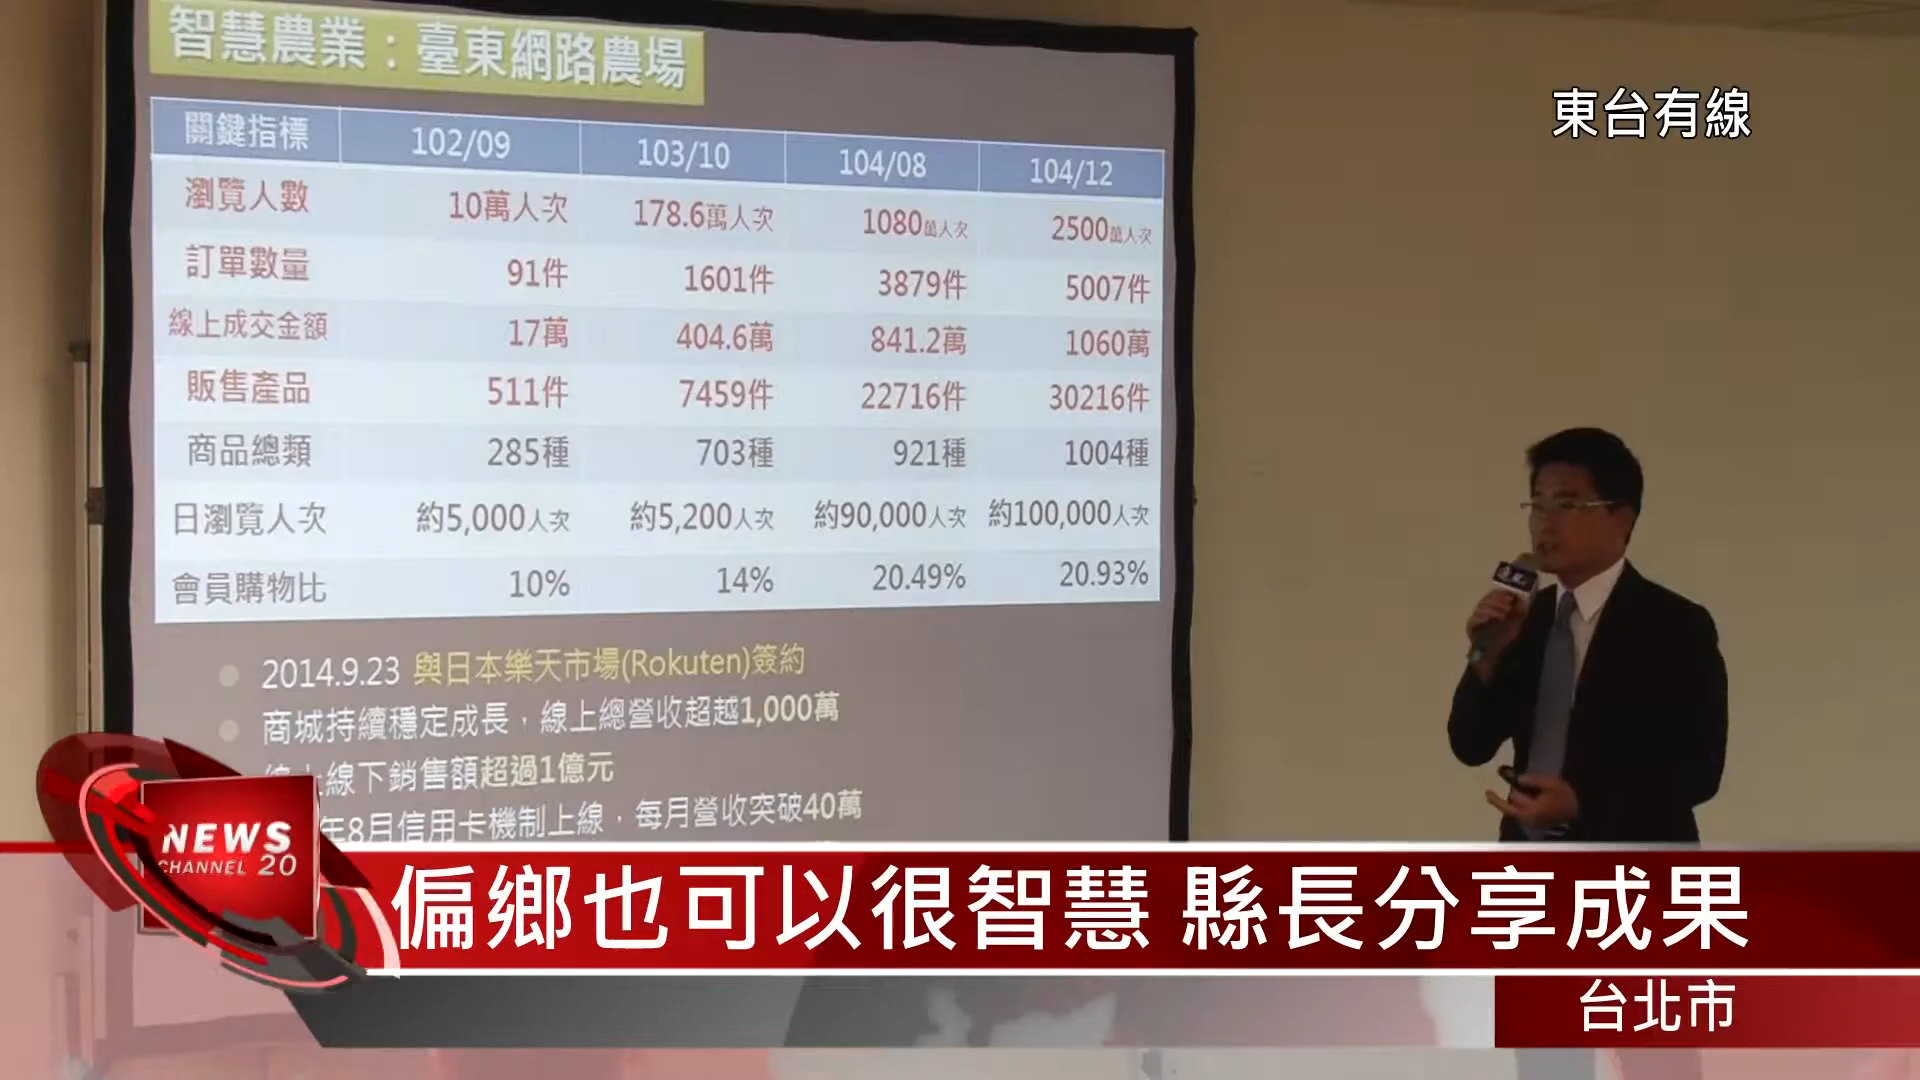 智慧農業：臺東網路農場
東台有線
關鍵指標 102/09 103/10 104/08 104/12
瀏覽人數 10萬人次 178.6萬人次 1080萬人次 2500萬人次
訂單數量 91件 1601件 3879件 5007件
線上成交金額 17萬 404.6萬 841.2萬 1060萬
販售產品 511件 7459件 22716件 30216件
商品總類 285種 703種 921種 1004種
日瀏覽人次 約5,000人次 約5,200人次 約90,000人次 約100,000人次
會員購物比 10% 14% 20.49% 20.93%
2014.9.23 與日本樂天市場(Rokuten)簽約
商城持續穩定成長，線上總營收超越1,000萬
線下銷售額超過1億元
年8月信用卡機制上線，每月營收突破40萬
NEWS
CHANNEL 20
偏鄉也可以很智慧 縣長分享成果
台北市